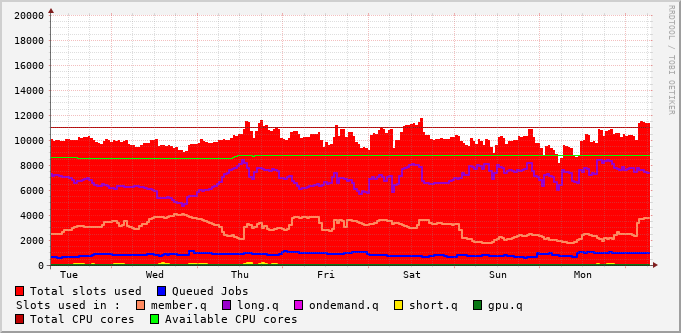 RRDTOOL / TOBI OETIKER
20000
18000
16000
14000
12000
10000
8000
6000
4000
2000
0
Tue Wed Thu Fri Sat Sun Mon
Total slots used Queued Jobs
Slots used in : member.q long.q ondemand.q short.q gpu.q
Total CPU cores Available CPU cores